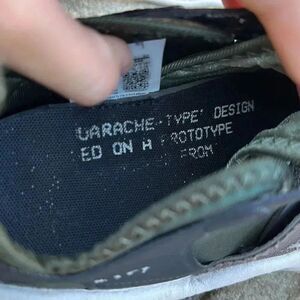 UARACHE-TYPE' DESIGN
ED ON A PROTOTYPE
FROM